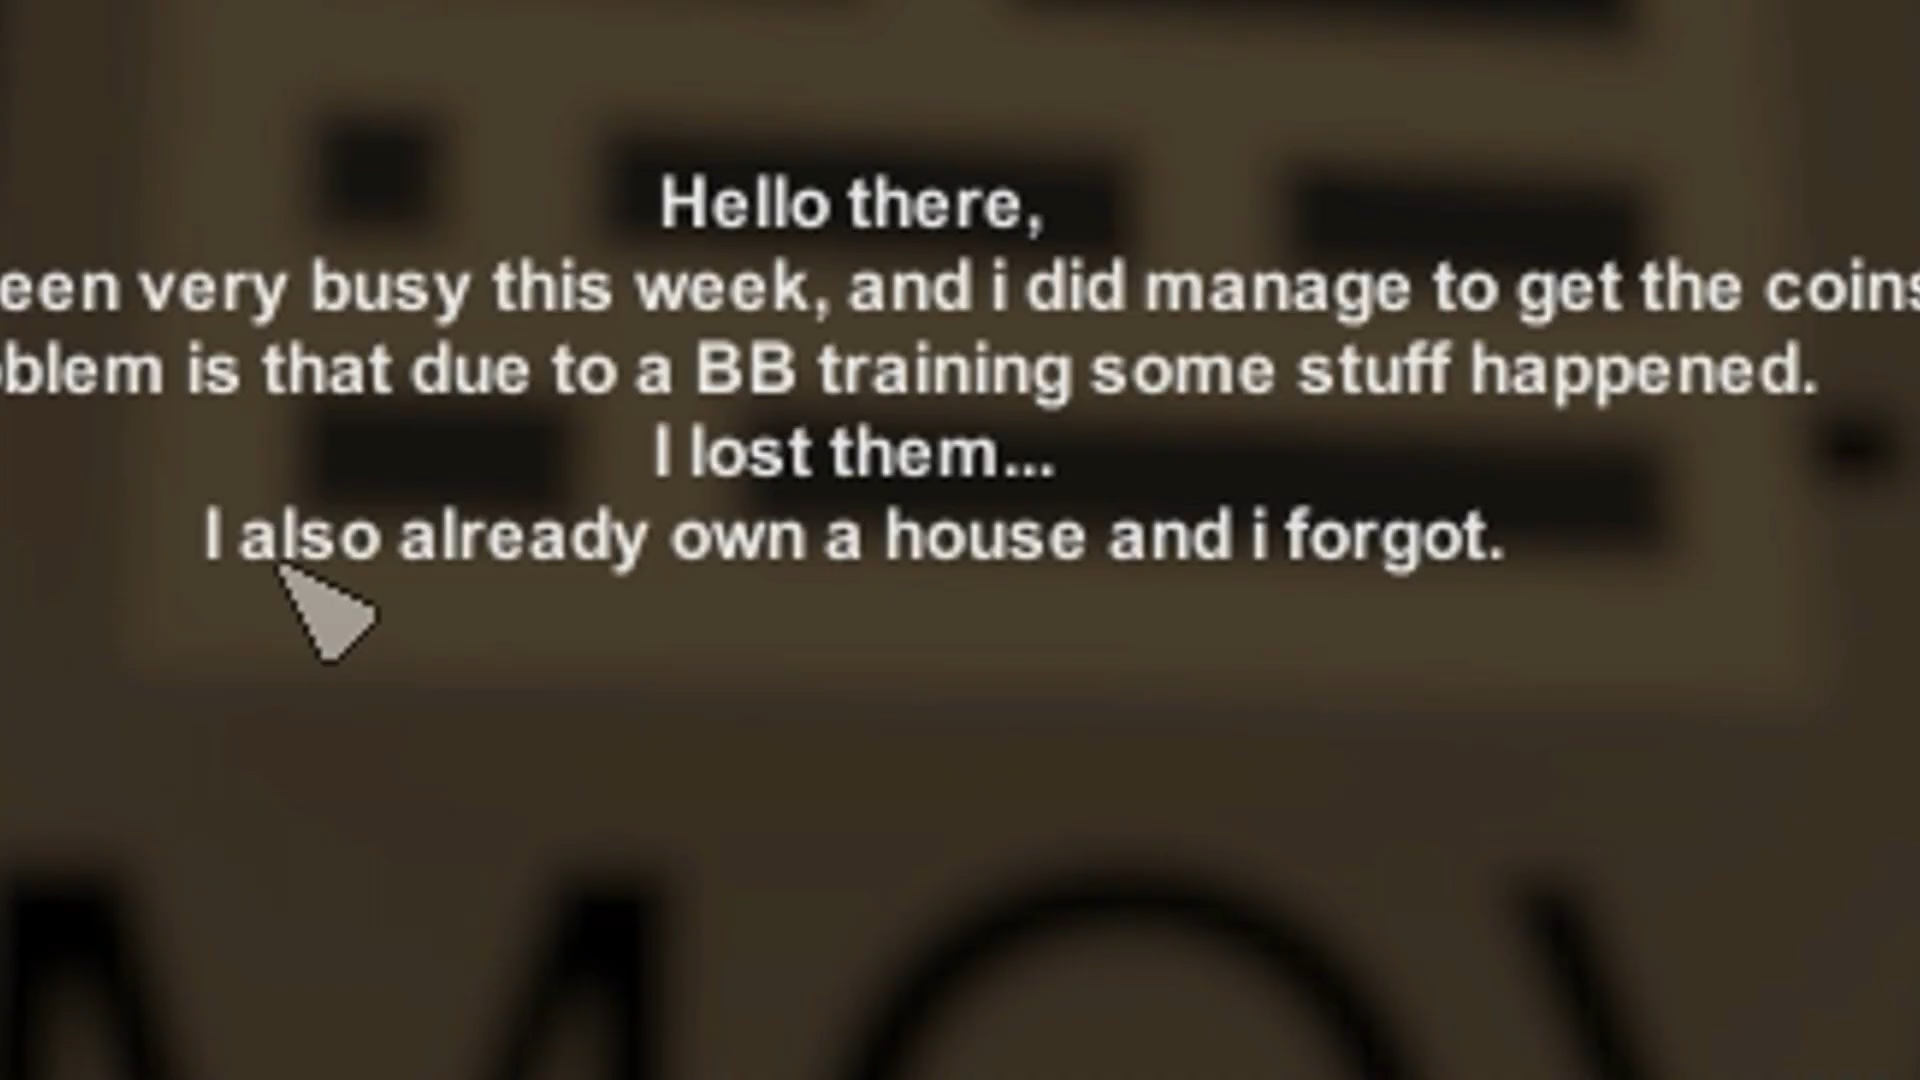 Hello there,
een very busy this week, and i did manage to get the coins
oblem is that due to a BB training some stuff happened.
I lost them...
I also already own a house and i forgot.